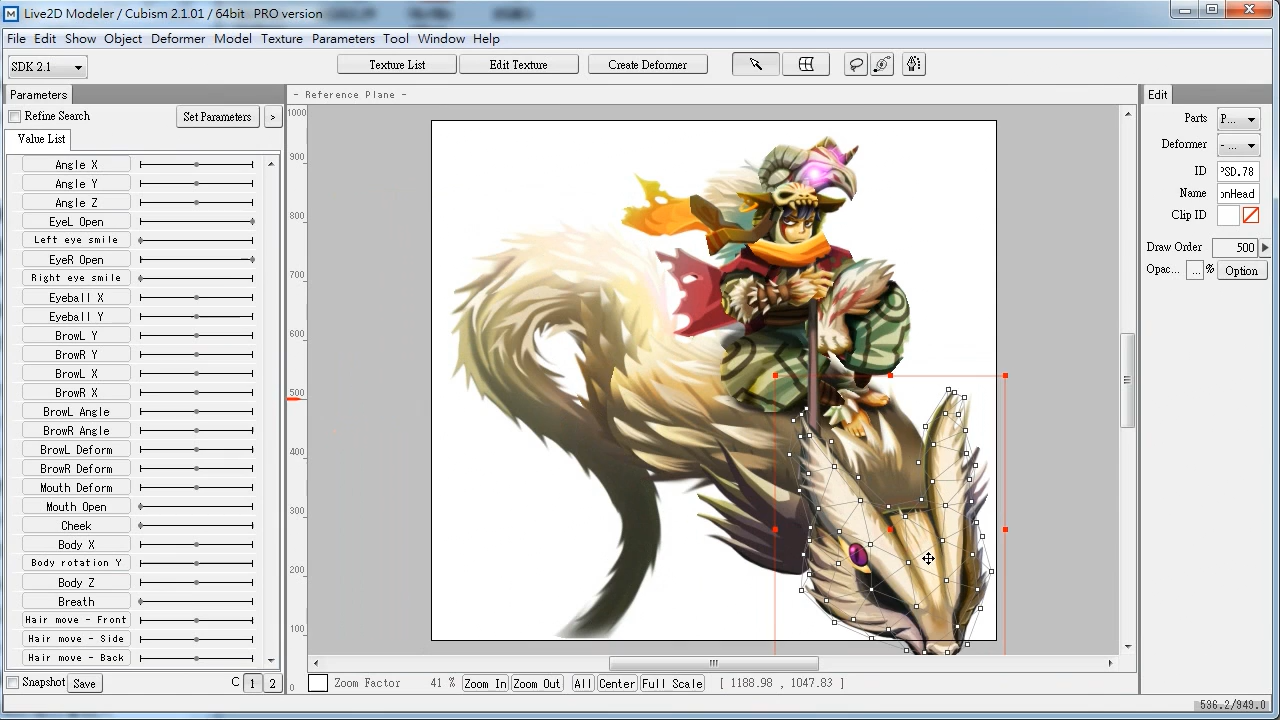 Live2D Modeler / Cubism 2.1.01 / 64bit PRO version
File Edit Show Object Deformer Model Texture Parameters Tool Window Help
SDK 2.1
Texture List Edit Texture Create Deformer
Parameters
- Reference Plane -
Edit
Refine Search Set Parameters >
Value List
Angle X
Angle Y
Angle Z
EyeL Open
Left eye smile
EyeR Open
Right eye smile
Eyeball X
Eyeball Y
BrowL Y
BrowR Y
BrowL X
BrowR X
BrowL Angle
BrowR Angle
BrowL Deform
BrowR Deform
Mouth Deform
Mouth Open
Cheek
Body X
Body rotation Y
Body Z
Breath
Hair move - Front
Hair move - Side
Hair move - Back
Snapshot Save C 1 2
1000
900
800
700
600
500
400
300
200
100
0
Zoom Factor 41 % Zoom In Zoom Out All Center Full Scale [ 1188.98 , 1047.83 ]
Parts P...
Deformer - ...
ID PSD.78
Name onHead
Clip ID
Draw Order 500
Opac... ... % Option
536.2/949.0